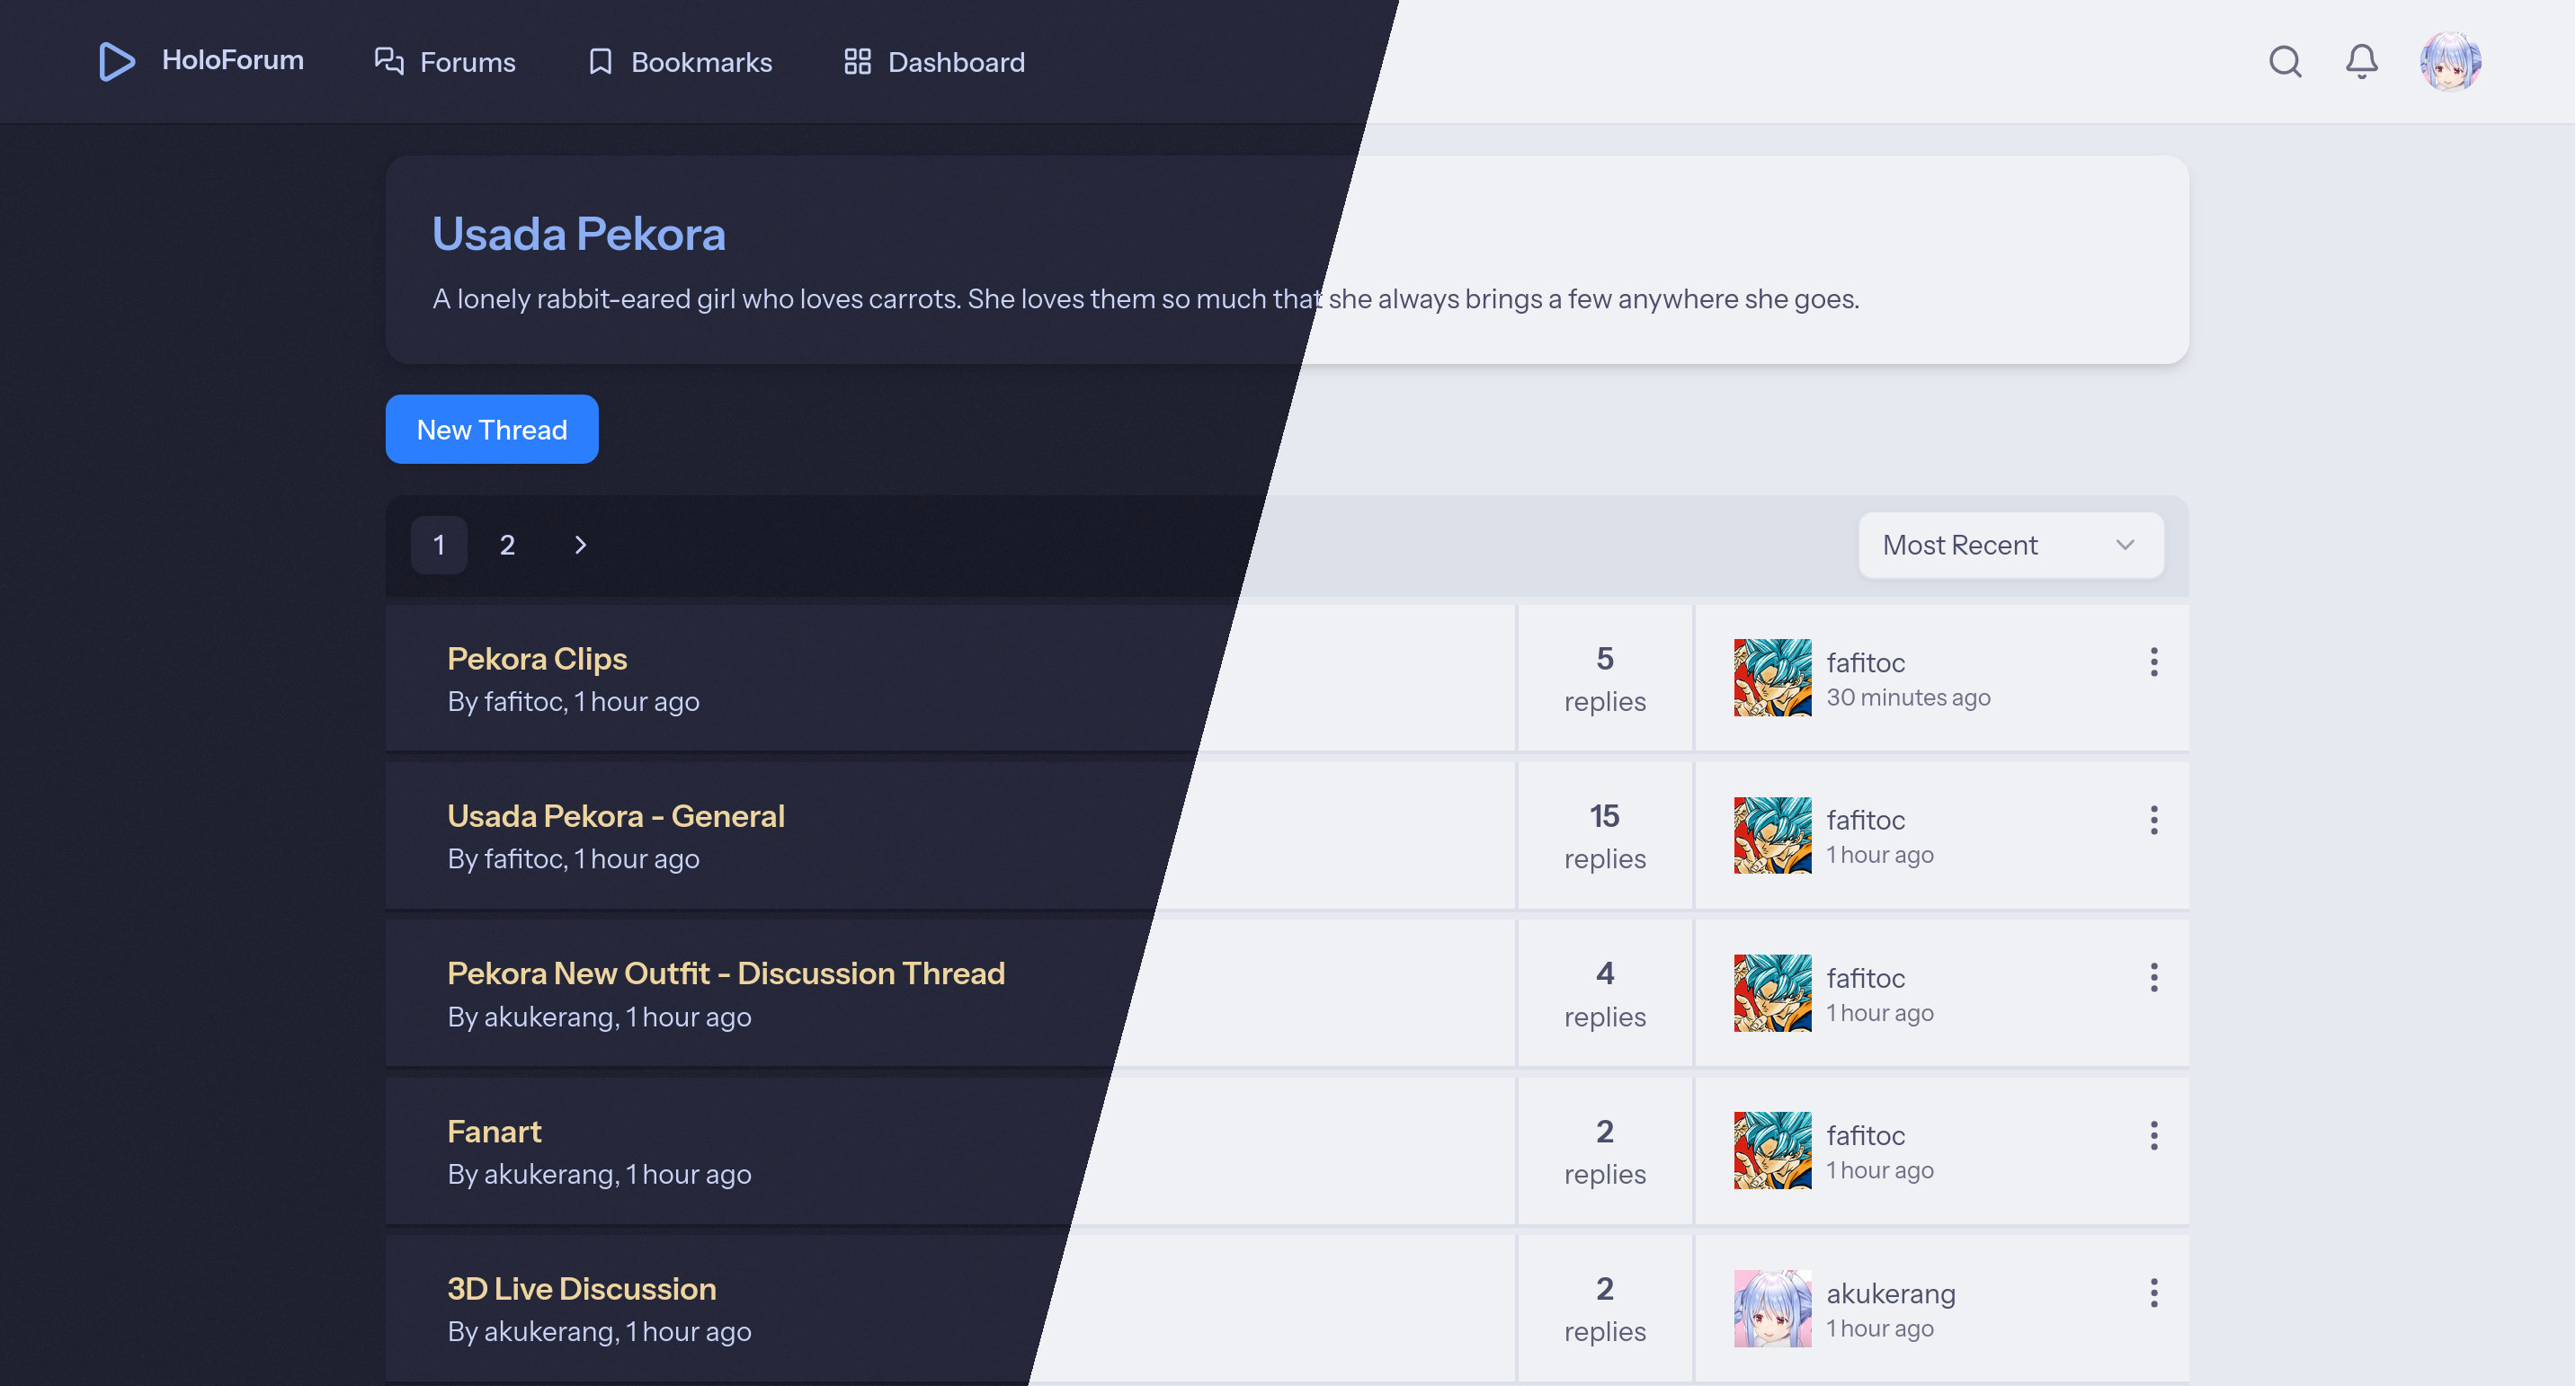 HoloForum Forums Bookmarks Dashboard
Usada Pekora
A lonely rabbit-eared girl who loves carrots. She loves them so much that she always brings a few anywhere she goes.
New Thread
1 2
Most Recent
Pekora Clips
By fafitoc, 1 hour ago
5
replies
fafitoc
30 minutes ago
Usada Pekora - General
By fafitoc, 1 hour ago
15
replies
fafitoc
1 hour ago
Pekora New Outfit - Discussion Thread
By akukerang, 1 hour ago
4
replies
fafitoc
1 hour ago
Fanart
By akukerang, 1 hour ago
2
replies
fafitoc
1 hour ago
3D Live Discussion
By akukerang, 1 hour ago
2
replies
akukerang
1 hour ago